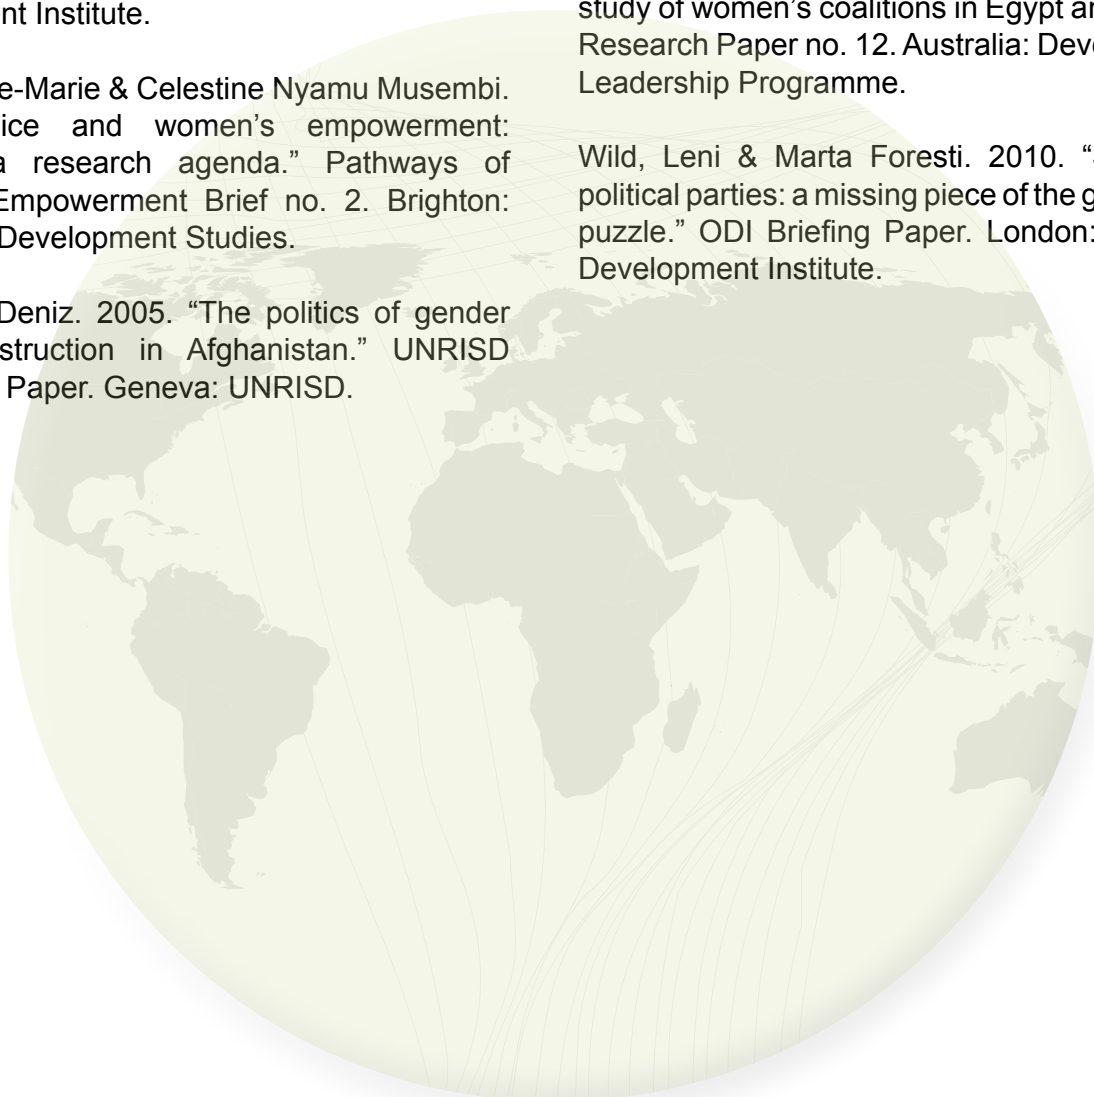 nt Institute.
e-Marie & Celestine Nyamu Musembi.
ice and women’s empowerment:
a research agenda.” Pathways of
Empowerment Brief no. 2. Brighton:
Development Studies.
Deniz. 2005. “The politics of gender
struction in Afghanistan.” UNRISD
Paper. Geneva: UNRISD.
study of women’s coalitions in Egypt an
Research Paper no. 12. Australia: Deve
Leadership Programme.
Wild, Leni & Marta Foresti. 2010. “
political parties: a missing piece of the g
puzzle.” ODI Briefing Paper. London:
Development Institute.